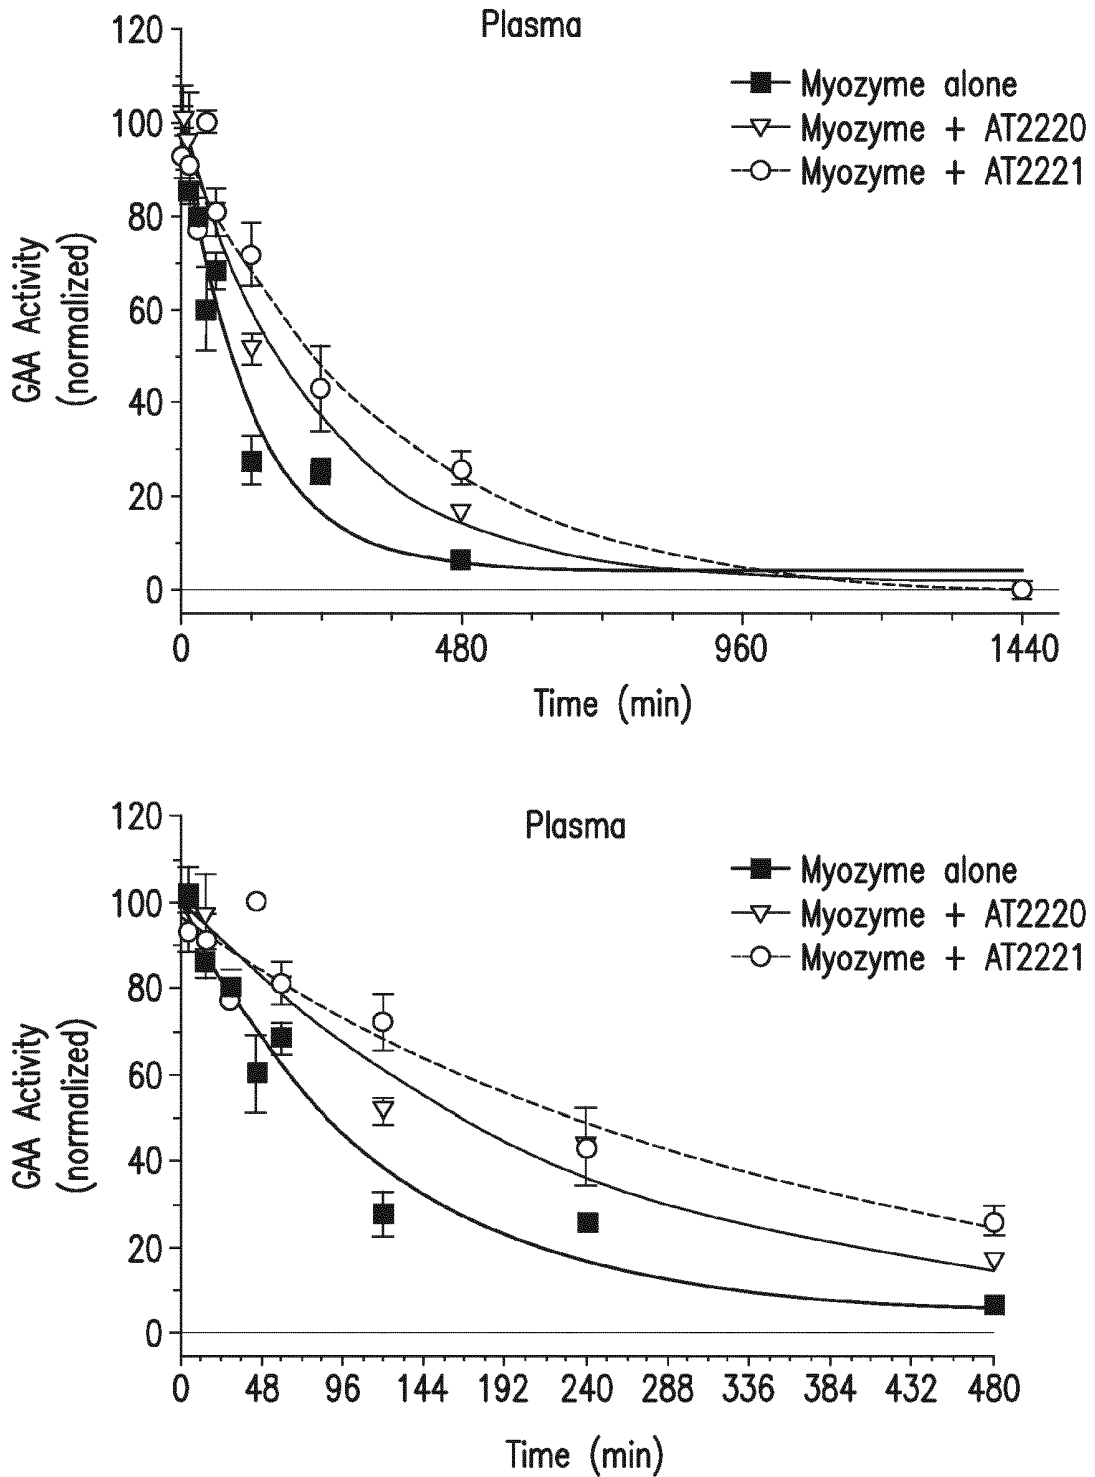 Plasma
120
100
80
60
40
20
0
GAA Activity
(normalized)
Myozyme alone
Myozyme + AT2220
Myozyme + AT2221
0 480 960 1440
Time (min)
Plasma
120
100
80
60
40
20
0
GAA Activity
(normalized)
Myozyme alone
Myozyme + AT2220
Myozyme + AT2221
0 48 96 144 192 240 288 336 384 432 480
Time (min)